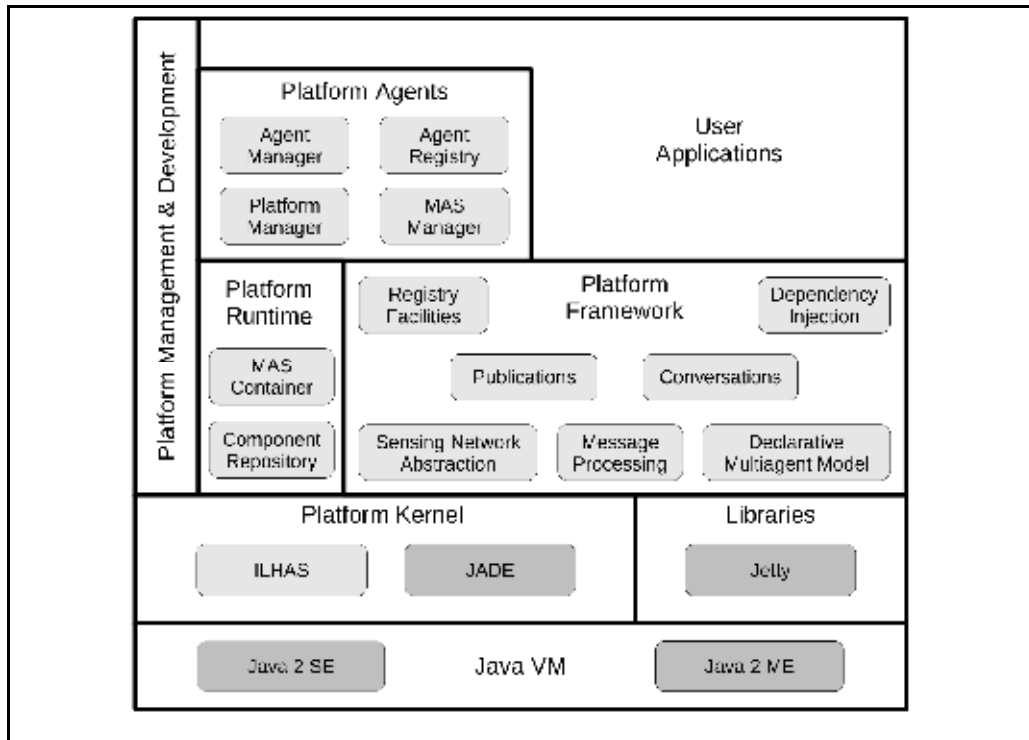 Platform Management & Development
Platform Agents
Agent
Manager
Agent
Registry
Platform
Manager
MAS
Manager
User
Applications
Platform
Runtime
MAS
Container
Component
Repository
Platform
Framework
Registry
Facilities
Dependency
Injection
Publications
Conversations
Sensing Network
Abstraction
Message
Processing
Declarative
Multiagent Model
Platform Kernel
ILHAS
JADE
Libraries
Jetty
Java 2 SE
Java VM
Java 2 ME